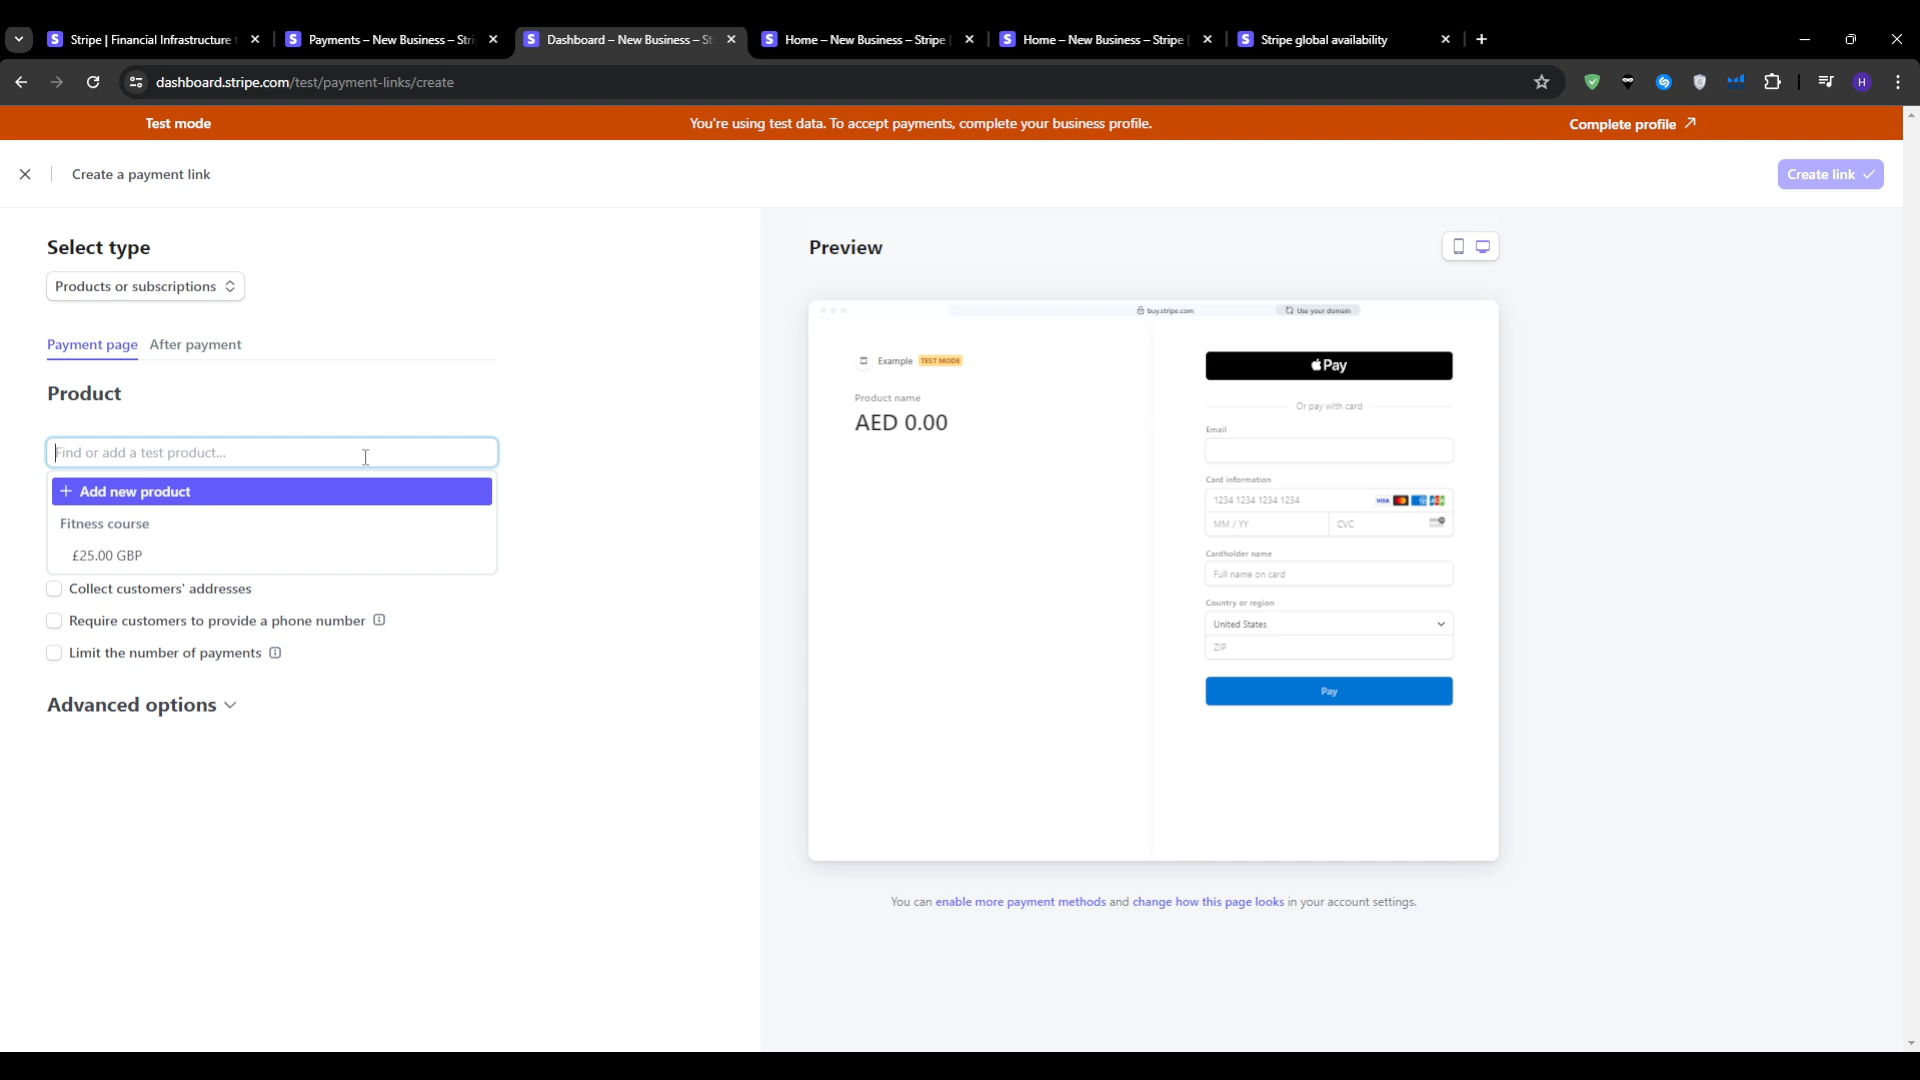 Stripe | Financial Infrastructure
Payments – New Business – Stri
Dashboard – New Business – St
Home – New Business – Stripe
Home – New Business – Stripe
Stripe global availability
dashboard.stripe.com/test/payment-links/create
H
Test mode
You're using test data. To accept payments, complete your business profile.
Complete profile
Create a payment link
Create link
Select type
Products or subscriptions
Payment page
After payment
Product
Find or add a test product...
+ Add new product
Fitness course
£25.00 GBP
Collect customers' addresses
Require customers to provide a phone number
Limit the number of payments
Advanced options
Preview
buy.stripe.com
Use your domain
Example TEST MODE
Product name
AED 0.00
Pay
Or pay with card
Email
Card information
1234 1234 1234 1234
VISA
MM / YY
CVC
Cardholder name
Full name on card
Country or region
United States
ZIP
Pay
You can enable more payment methods and change how this page looks in your account settings.